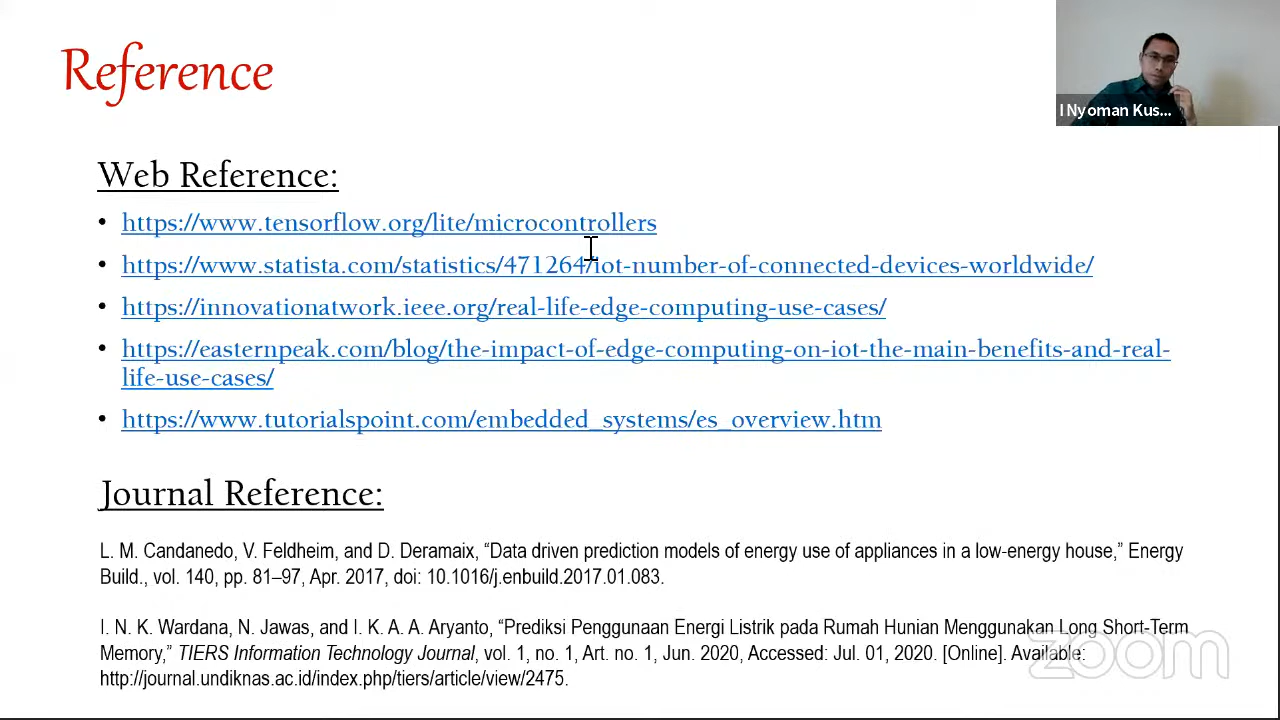 Reference
I Nyoman Kus...
Web Reference:
• https://www.tensorflow.org/lite/microcontrollers
• https://www.statista.com/statistics/471264/iot-number-of-connected-devices-worldwide/
• https://innovationatwork.ieee.org/real-life-edge-computing-use-cases/
• https://easternpeak.com/blog/the-impact-of-edge-computing-on-iot-the-main-benefits-and-real-
life-use-cases/
• https://www.tutorialspoint.com/embedded_systems/es_overview.htm
Journal Reference:
L. M. Candanedo, V. Feldheim, and D. Deramaix, “Data driven prediction models of energy use of appliances in a low-energy house,” Energy
Build., vol. 140, pp. 81–97, Apr. 2017, doi: 10.1016/j.enbuild.2017.01.083.
I. N. K. Wardana, N. Jawas, and I. K. A. A. Aryanto, “Prediksi Penggunaan Energi Listrik pada Rumah Hunian Menggunakan Long Short-Term
Memory,” TIERS Information Technology Journal, vol. 1, no. 1, Art. no. 1, Jun. 2020, Accessed: Jul. 01, 2020. [Online]. Available:
http://journal.undiknas.ac.id/index.php/tiers/article/view/2475.
zoom